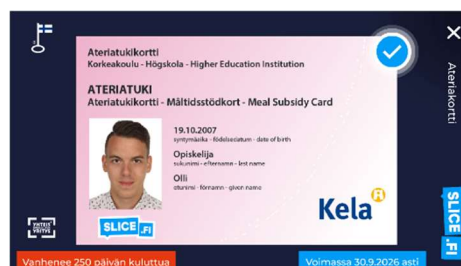 Ateriatukikortti
Korkeakoulu - Högskola - Higher Education Institution
ATERIATUKI
Ateriatukikortti - Måltidsstödkort - Meal Subsidy Card
19.10.2007
syntymäaika - födelsedatum - date of birth
Opiskelija
sukunimi - efternamn - last name
Olli
etunimi - förnamn - given name
Kela
SLICE.FI
Ateriakortti
SLICE.FI
Vanhenee 250 päivän kuluttua
Voimassa 30.9.2026 asti